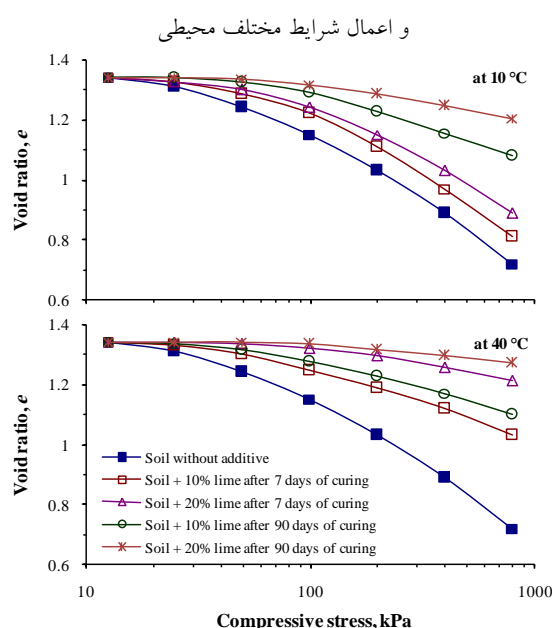 و اعمال شرایط مختلف محیطی
1.4
at 10 °C
1.2
1
0.8
0.6
Void ratio, e
1.4
at 40 °C
1.2
1
0.8
0.6
Void ratio, e
Soil without additive
Soil + 10% lime after 7 days of curing
Soil + 20% lime after 7 days of curing
Soil + 10% lime after 90 days of curing
Soil + 20% lime after 90 days of curing
10 100 1000
Compressive stress, kPa